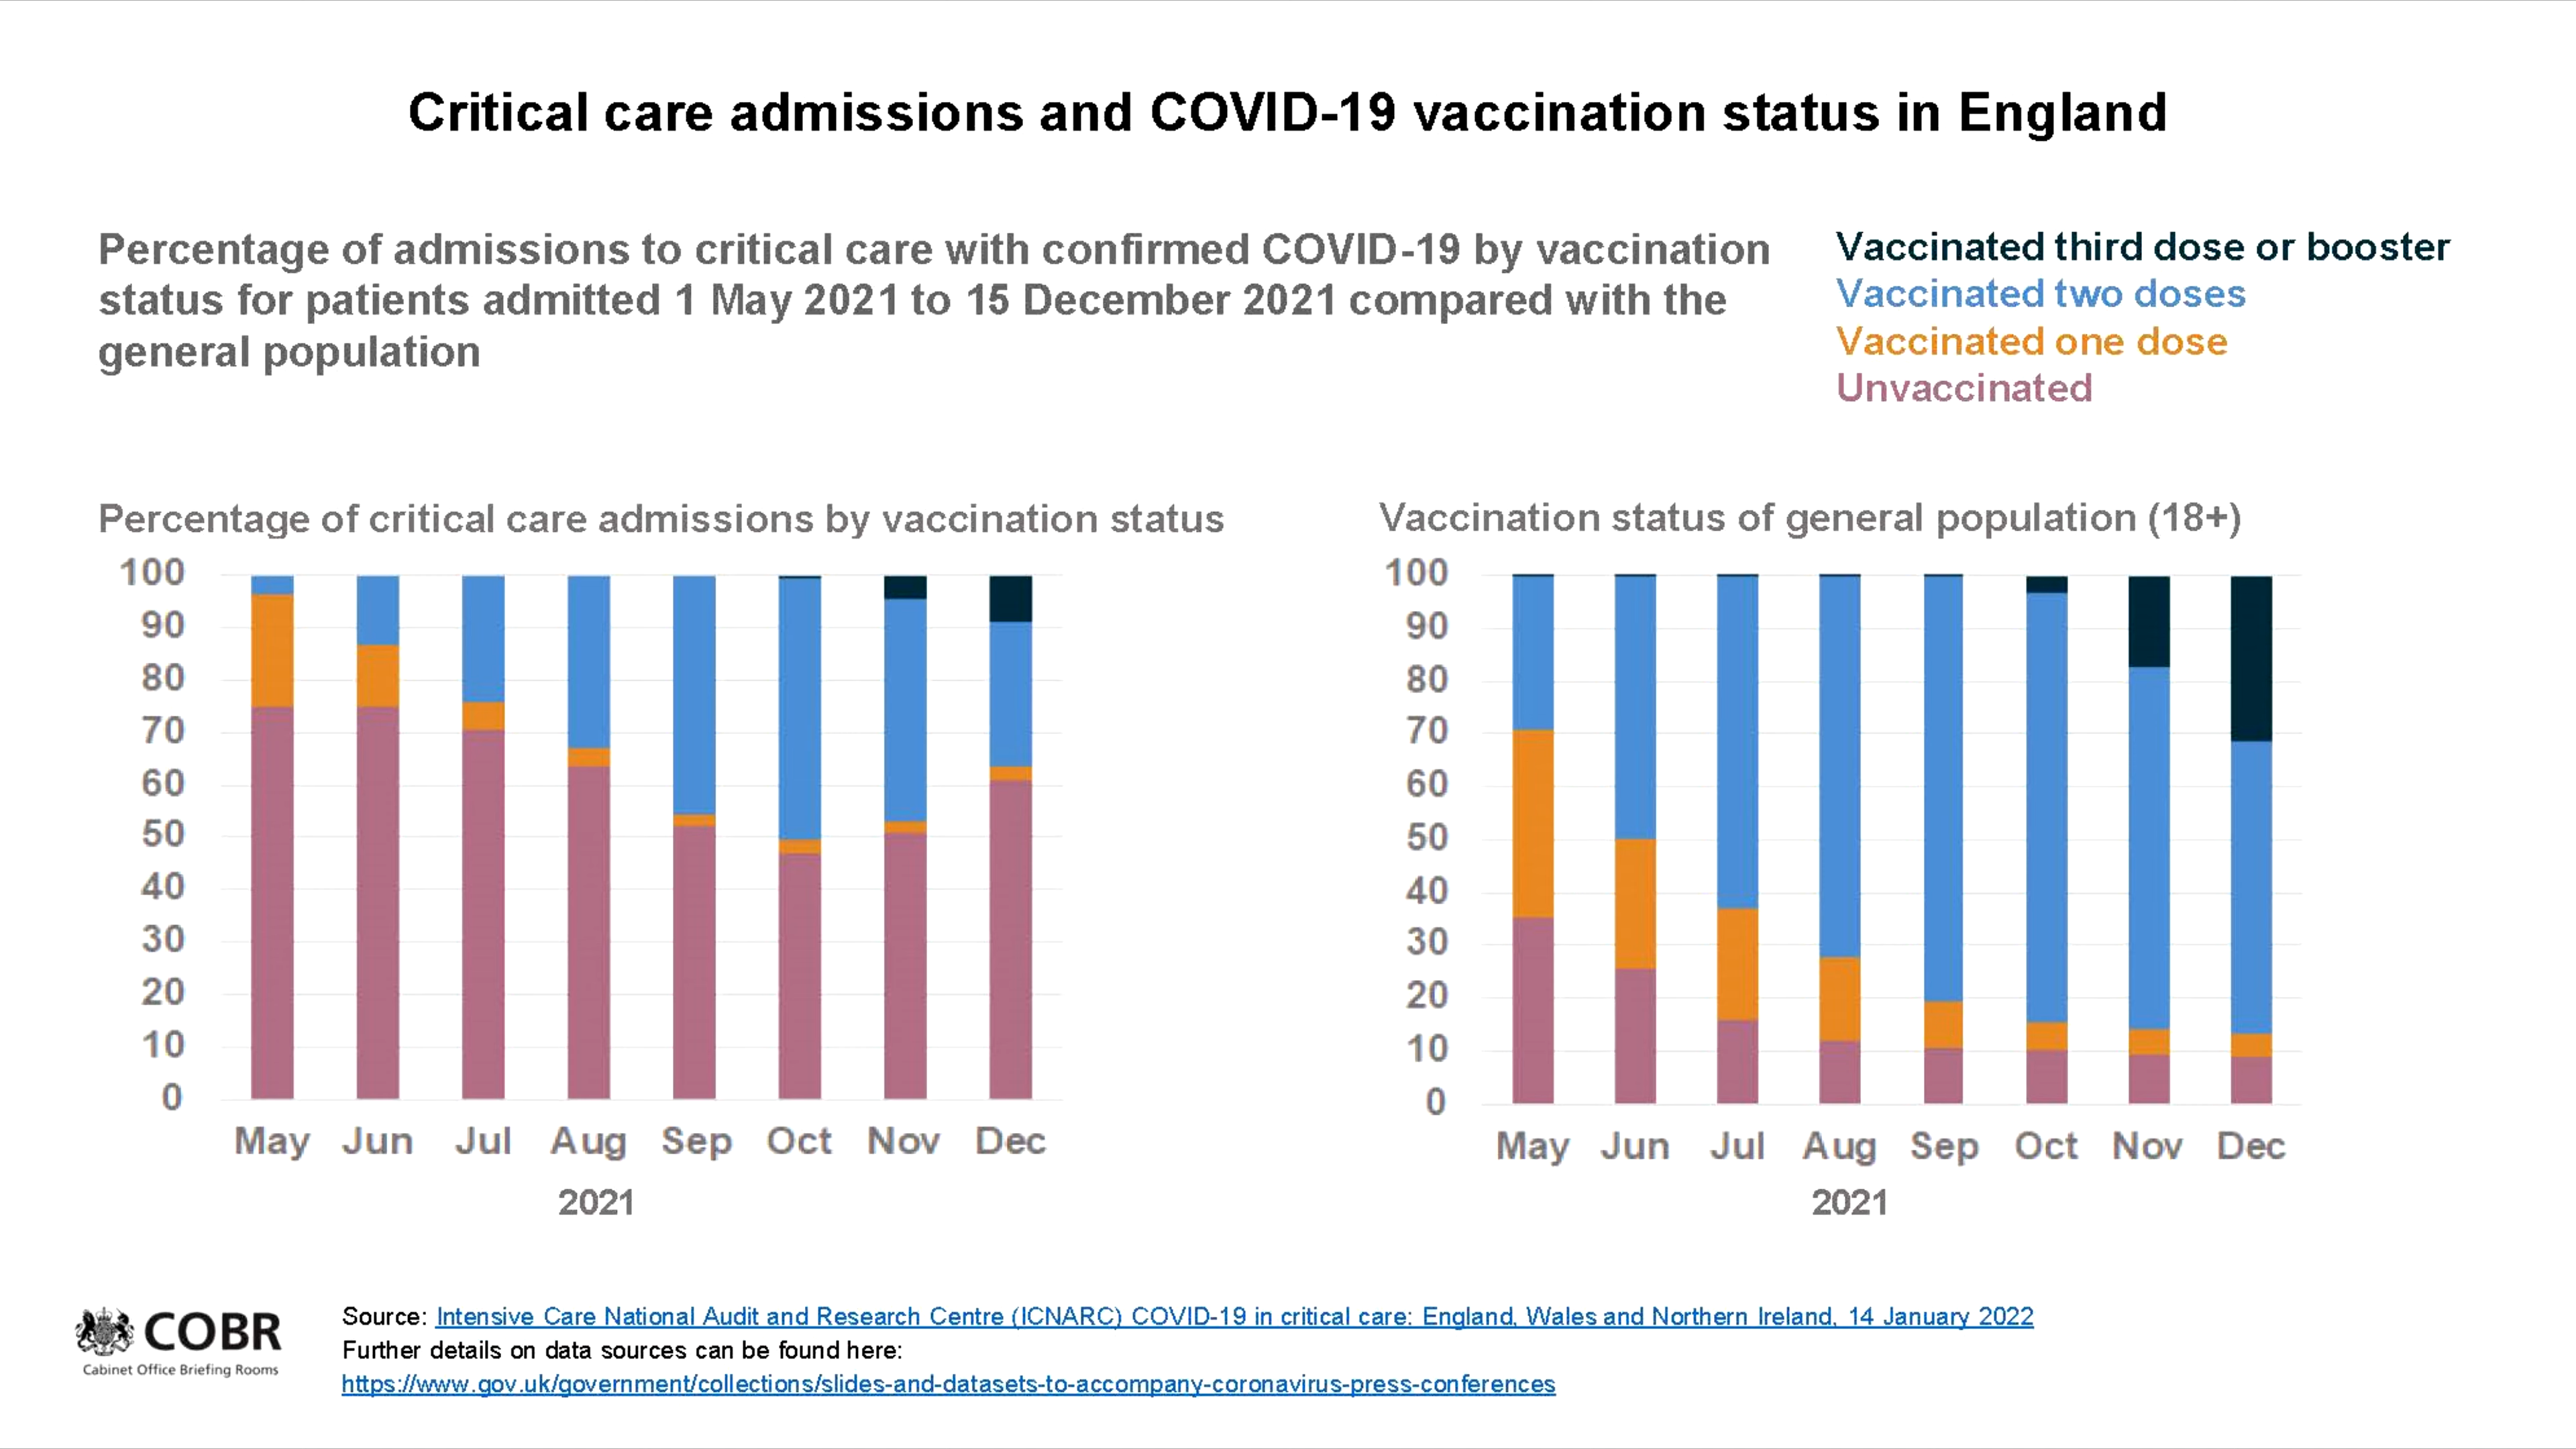 Critical care admissions and COVID-19 vaccination status in England
Percentage of admissions to critical care with confirmed COVID-19 by vaccination
status for patients admitted 1 May 2021 to 15 December 2021 compared with the
general population
Vaccinated third dose or booster
Vaccinated two doses
Vaccinated one dose
Unvaccinated
Percentage of critical care admissions by vaccination status
100
90
80
70
60
50
40
30
20
10
0
May Jun Jul Aug Sep Oct Nov Dec
2021
Vaccination status of general population (18+)
100
90
80
70
60
50
40
30
20
10
0
May Jun Jul Aug Sep Oct Nov Dec
2021
COBR
Cabinet Office Briefing Rooms
Source: Intensive Care National Audit and Research Centre (ICNARC) COVID-19 in critical care: England, Wales and Northern Ireland, 14 January 2022
Further details on data sources can be found here:
https://www.gov.uk/government/collections/slides-and-datasets-to-accompany-coronavirus-press-conferences